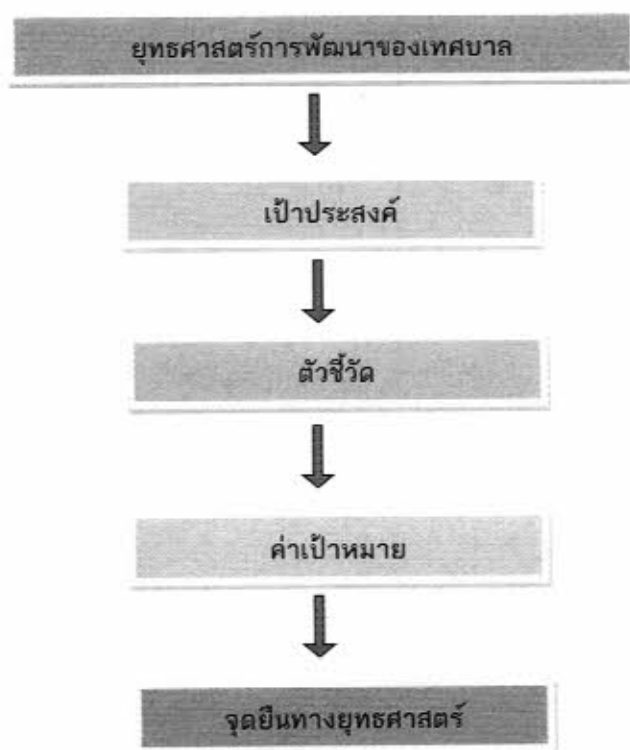 ยุทธศาสตร์การพัฒนาของเทศบาล
เป้าประสงค์
ตัวชี้วัด
ค่าเป้าหมาย
จุดยืนทางยุทธศาสตร์